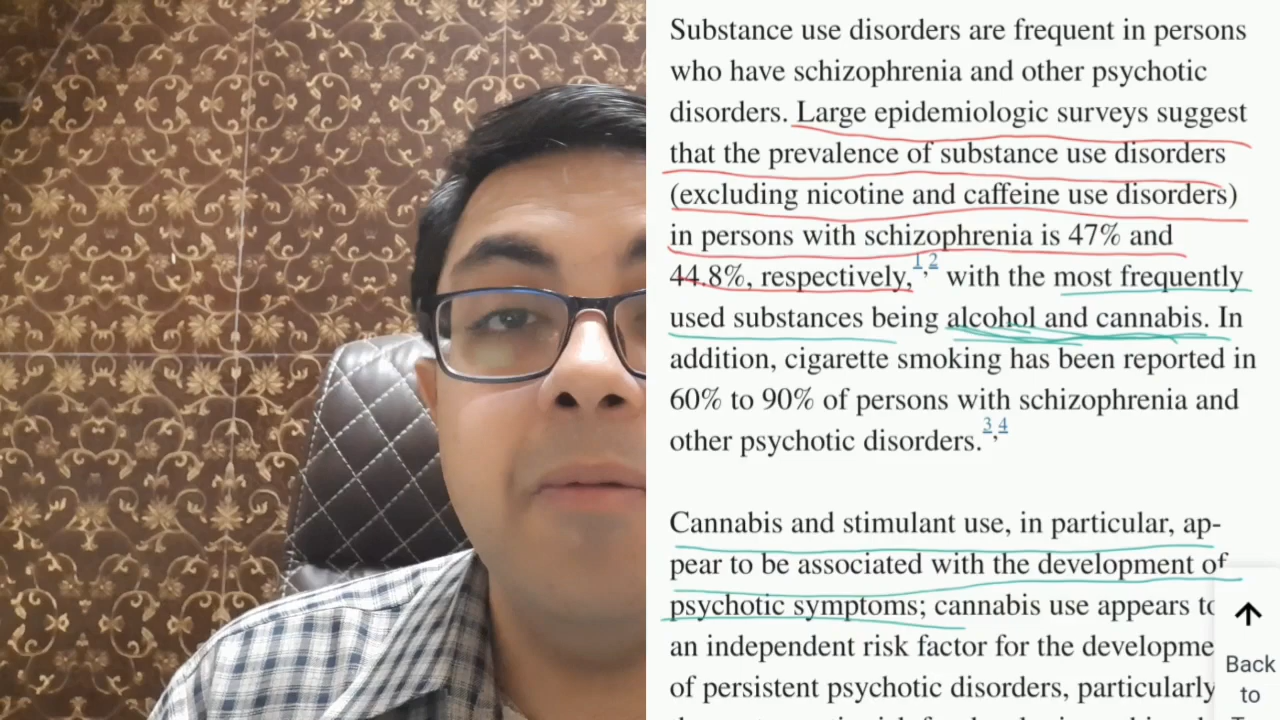 Substance use disorders are frequent in persons
who have schizophrenia and other psychotic
disorders. Large epidemiologic surveys suggest
that the prevalence of substance use disorders
(excluding nicotine and caffeine use disorders)
in persons with schizophrenia is 47% and
44.8%, respectively,1,2 with the most frequently
used substances being alcohol and cannabis. In
addition, cigarette smoking has been reported in
60% to 90% of persons with schizophrenia and
other psychotic disorders.3,4
Cannabis and stimulant use, in particular, ap-
pear to be associated with the development of
psychotic symptoms; cannabis use appears to
an independent risk factor for the developme
of persistent psychotic disorders, particularly
Back
to